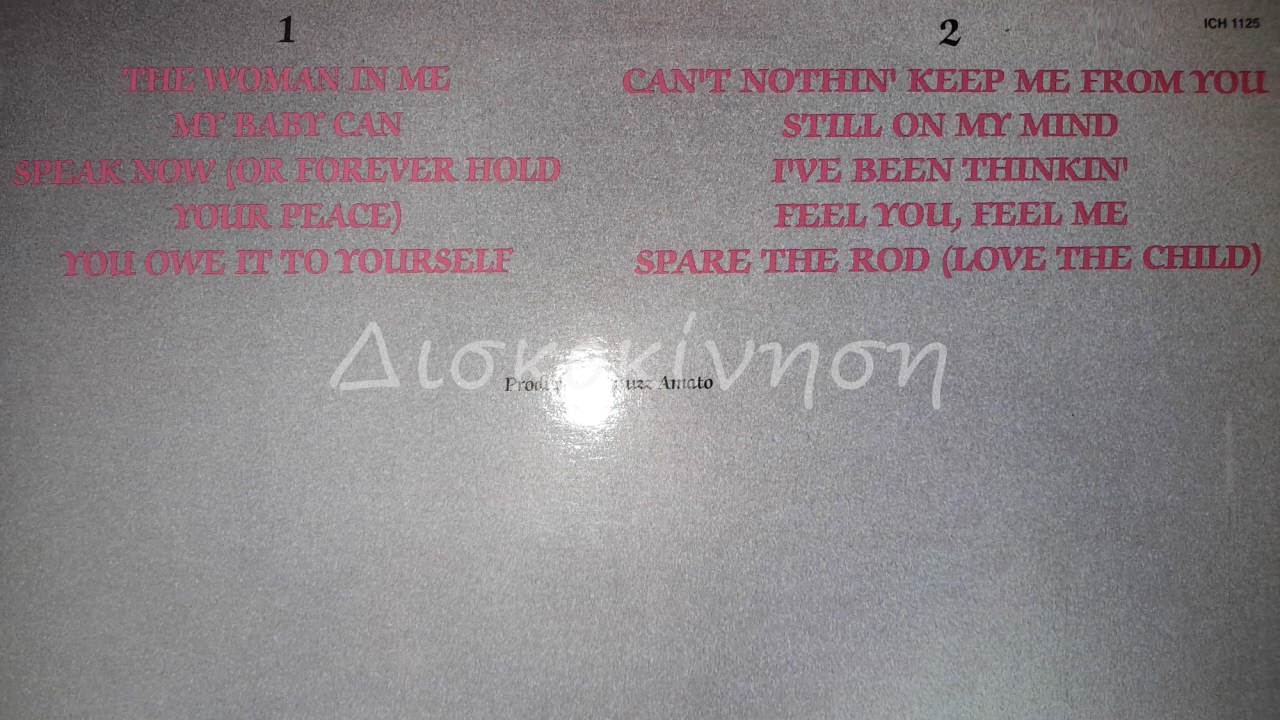 1
THE WOMAN IN ME
MY BABY CAN
SPEAK NOW (OR FOREVER HOLD
YOUR PEACE)
YOU OWE IT TO YOURSELF
2
ICH 1125
CAN'T NOTHIN' KEEP ME FROM YOU
STILL ON MY MIND
I'VE BEEN THINKIN'
FEEL YOU, FEEL ME
SPARE THE ROD (LOVE THE CHILD)
Δισκοκίνηση
Amato